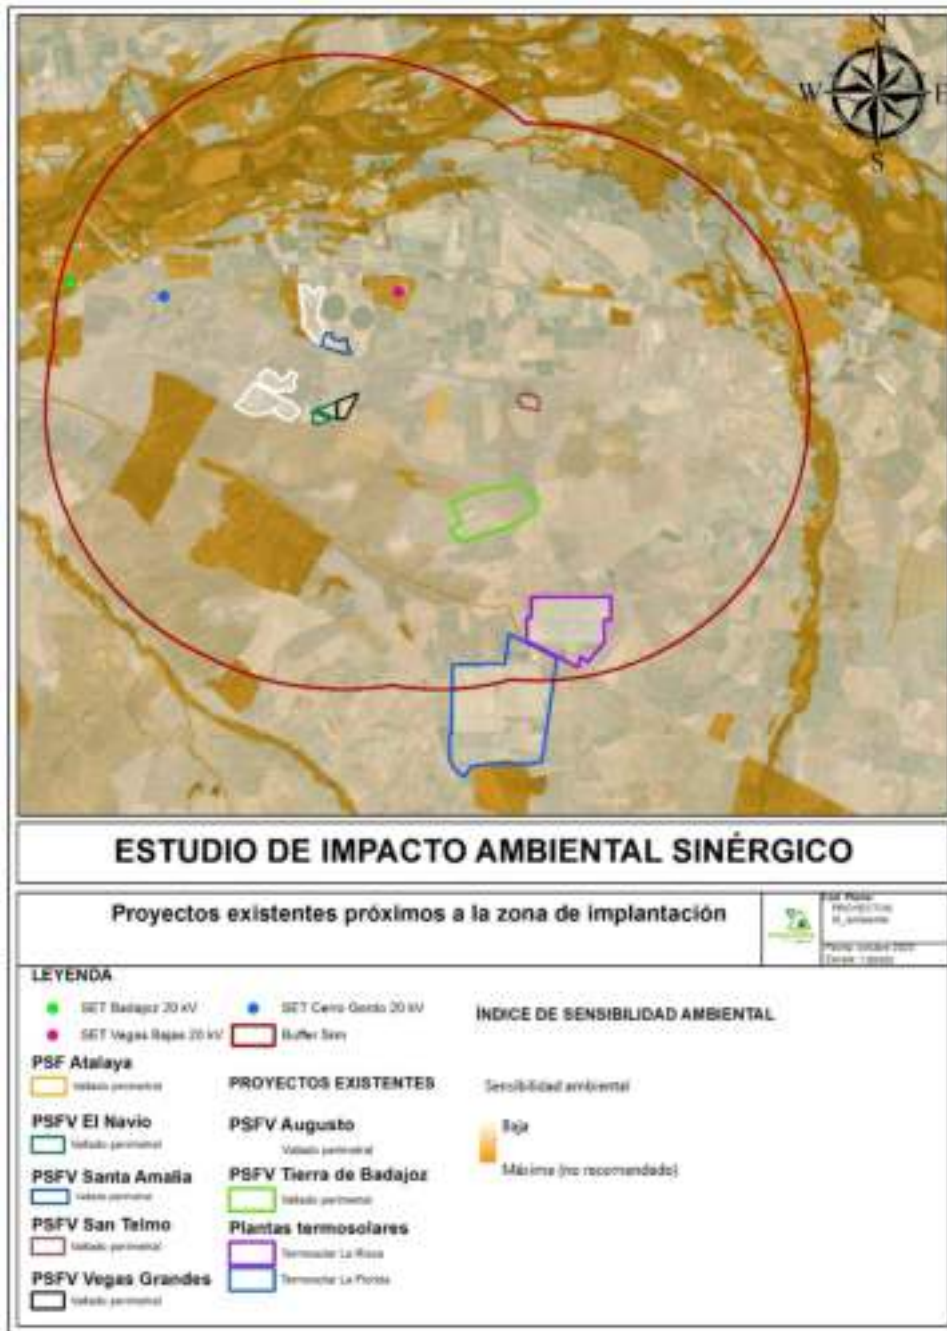 N
W E
S
ESTUDIO DE IMPACTO AMBIENTAL SINÉRGICO
Proyectos existentes próximos a la zona de implantación
LEYENDA
SET Badajoz 20 kV
SET Cerro Gordo 20 kV
SET Vegas Bajas 20 kV
Buffer 5km
PSF Atalaya
Vallado perimetral
PSFV El Navio
Vallado perimetral
PSFV Santa Amalia
Vallado perimetral
PSFV San Telmo
Vallado perimetral
PSFV Vegas Grandes
Vallado perimetral
PROYECTOS EXISTENTES
PSFV Augusto
Vallado perimetral
PSFV Tierra de Badajoz
Vallado perimetral
Plantas termosolares
Termosolar La Risca
Termosolar La Florida
ÍNDICE DE SENSIBILIDAD AMBIENTAL
Sensibilidad ambiental
Baja
Máxima (no recomendado)